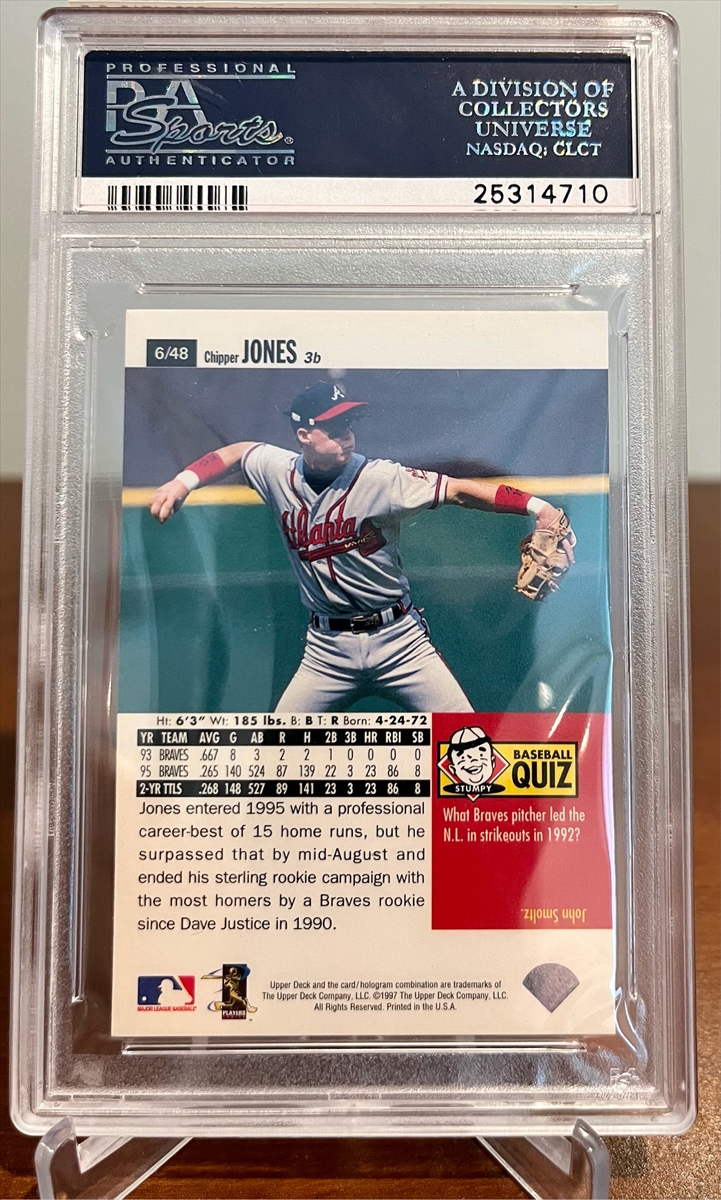 PROFESSIONAL
PSA
Sports®
AUTHENTICATOR
A DIVISION OF
COLLECTORS
UNIVERSE
NASDAQ: CLCT
25314710
6/48 Chipper JONES 3b
A
Atlanta
Ht: 6'3" Wt: 185 lbs. B: B T: R Born: 4-24-72
YR TEAM AVG G AB R H 2B 3B HR RBI SB
93 BRAVES .667 8 3 2 2 1 0 0 0 0
95 BRAVES .265 140 524 87 139 22 3 23 86 8
2-YR TTLS .268 148 527 89 141 23 3 23 86 8
Jones entered 1995 with a professional
career-best of 15 home runs, but he
surpassed that by mid-August and
ended his sterling rookie campaign with
the most homers by a Braves rookie
since Dave Justice in 1990.
STUMPY
BASEBALL
QUIZ
What Braves pitcher led the
N.L. in strikeouts in 1992?
John Smoltz.
MAJOR LEAGUE BASEBALL
PLAYERS
Upper Deck and the card/hologram combination are trademarks of
The Upper Deck Company, LLC. ©1997 The Upper Deck Company, LLC.
All Rights Reserved. Printed in the U.S.A.